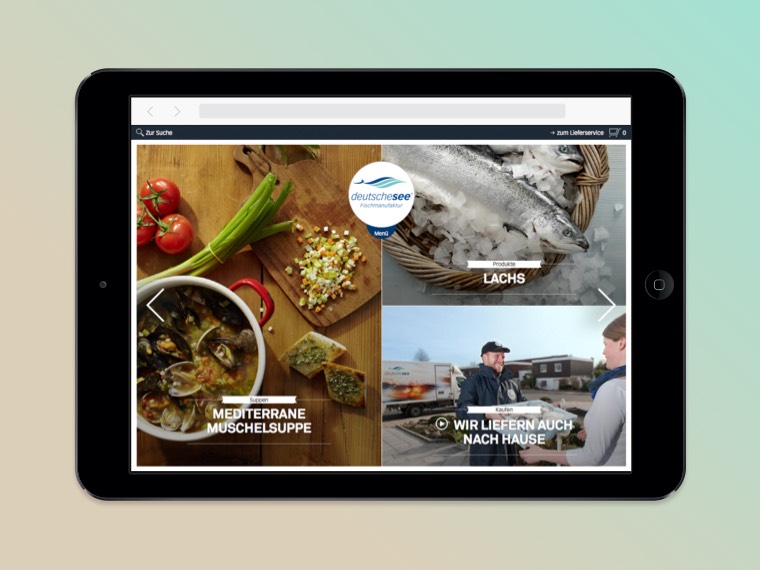 Zur Suche
→ zum Lieferservice 0
deutschesee
Fischmanufaktur
Menü
Produkte
LACHS
Suppen
MEDITERRANE
MUSCHELSUPPE
deutschesee
Kaufen
WIR LIEFERN AUCH
NACH HAUSE